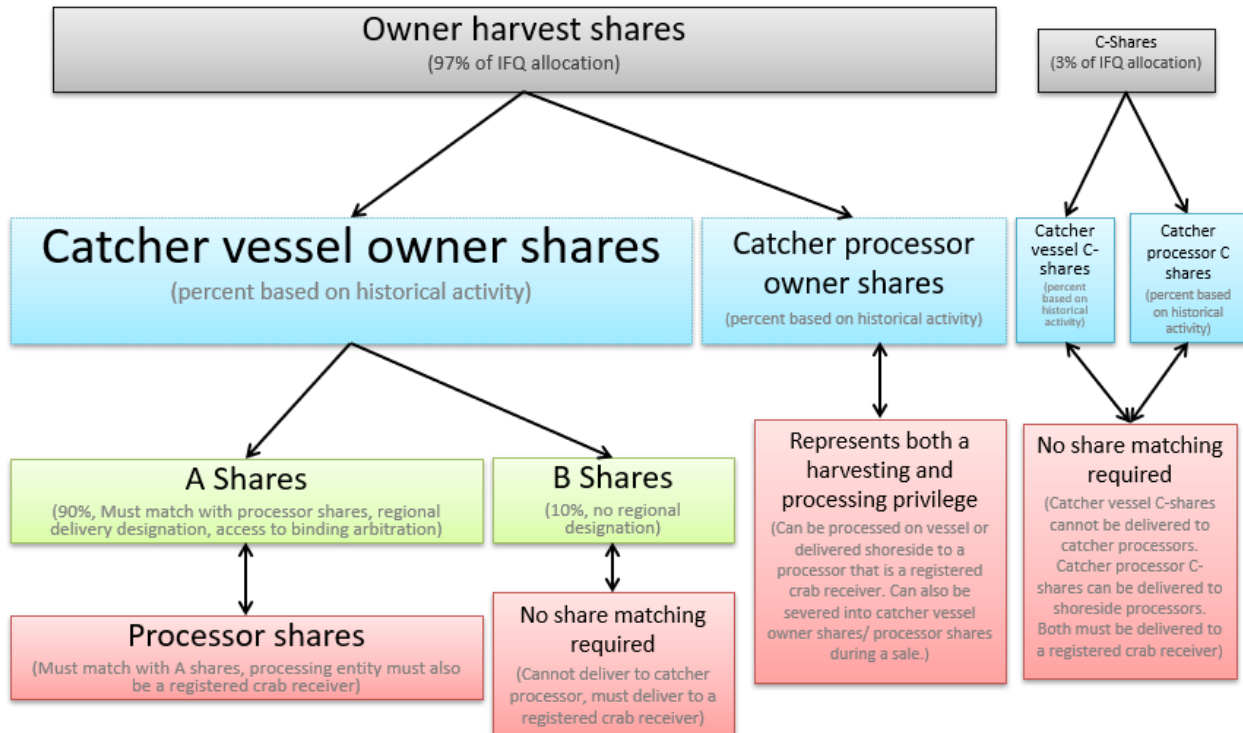 Owner harvest shares
(97% of IFQ allocation)
C-Shares
(3% of IFQ allocation)
Catcher vessel owner shares
(percent based on historical activity)
Catcher processor
owner shares
(percent based on historical activity)
Catcher
vessel C-
shares
(percent
based on
historical
activity)
Catcher
processor C
shares
(percent based
on historical
activity)
A Shares
(90%, Must match with processor shares, regional
delivery designation, access to binding arbitration)
B Shares
(10%, no regional
designation)
Represents both a
harvesting and
processing privilege
(Can be processed on vessel or
delivered shoreside to a
processor that is a registered
crab receiver. Can also be
severed into catcher vessel
owner shares/ processor shares
during a sale.)
No share matching
required
(Catcher vessel C-shares
cannot be delivered to
catcher processors.
Catcher processor C-
shares can be delivered to
shoreside processors.
Both must be delivered to
a registered crab receiver)
Processor shares
(Must match with A shares, processing entity must also
be a registered crab receiver)
No share matching
required
(Cannot deliver to catcher
processor, must deliver to a
registered crab receiver)